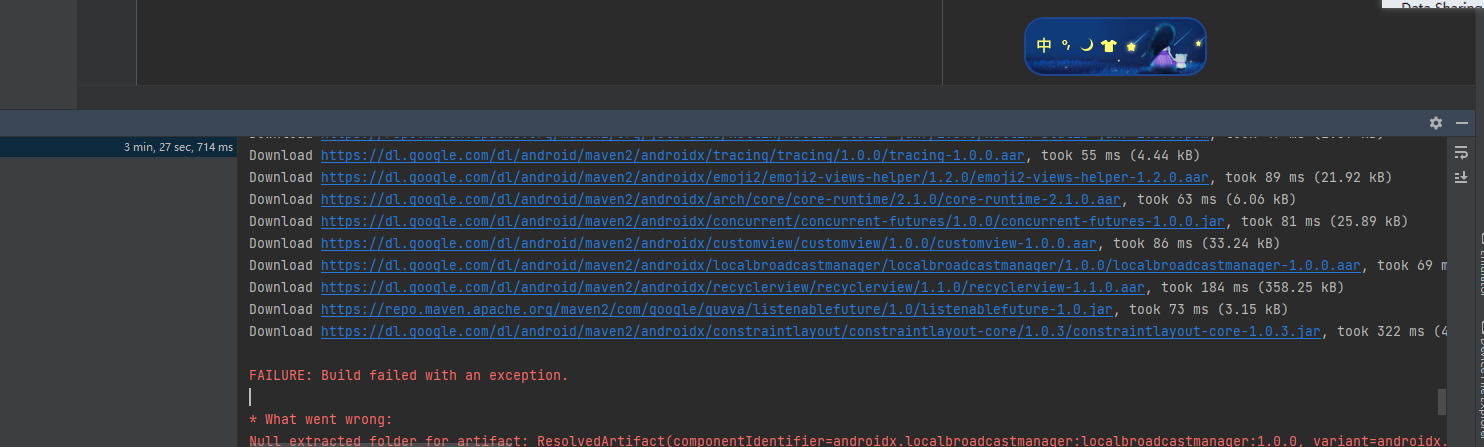 Data Sharing
中
3 min, 27 sec, 714 ms
Download https://dl.google.com/dl/android/maven2/androidx/tracing/tracing/1.0.0/tracing-1.0.0.aar, took 55 ms (4.44 kB)
Download https://dl.google.com/dl/android/maven2/androidx/emoji2/emoji2-views-helper/1.2.0/emoji2-views-helper-1.2.0.aar, took 89 ms (21.92 kB)
Download https://dl.google.com/dl/android/maven2/androidx/arch/core/core-runtime/2.1.0/core-runtime-2.1.0.aar, took 63 ms (6.06 kB)
Download https://dl.google.com/dl/android/maven2/androidx/concurrent/concurrent-futures/1.0.0/concurrent-futures-1.0.0.jar, took 81 ms (25.89 kB)
Download https://dl.google.com/dl/android/maven2/androidx/customview/customview/1.0.0/customview-1.0.0.aar, took 86 ms (33.24 kB)
Download https://dl.google.com/dl/android/maven2/androidx/localbroadcastmanager/localbroadcastmanager/1.0.0/localbroadcastmanager-1.0.0.aar, took 69 m
Download https://dl.google.com/dl/android/maven2/androidx/recyclerview/recyclerview/1.1.0/recyclerview-1.1.0.aar, took 184 ms (358.25 kB)
Download https://repo.maven.apache.org/maven2/com/google/guava/listenablefuture/1.0/listenablefuture-1.0.jar, took 73 ms (3.15 kB)
Download https://dl.google.com/dl/android/maven2/androidx/constraintlayout/constraintlayout-core/1.0.3/constraintlayout-core-1.0.3.jar, took 322 ms (4
FAILURE: Build failed with an exception.
* What went wrong:
Null extracted folder for artifact: ResolvedArtifact(componentIdentifier=androidx.localbroadcastmanager:localbroadcastmanager:1.0.0, variant=androidx.